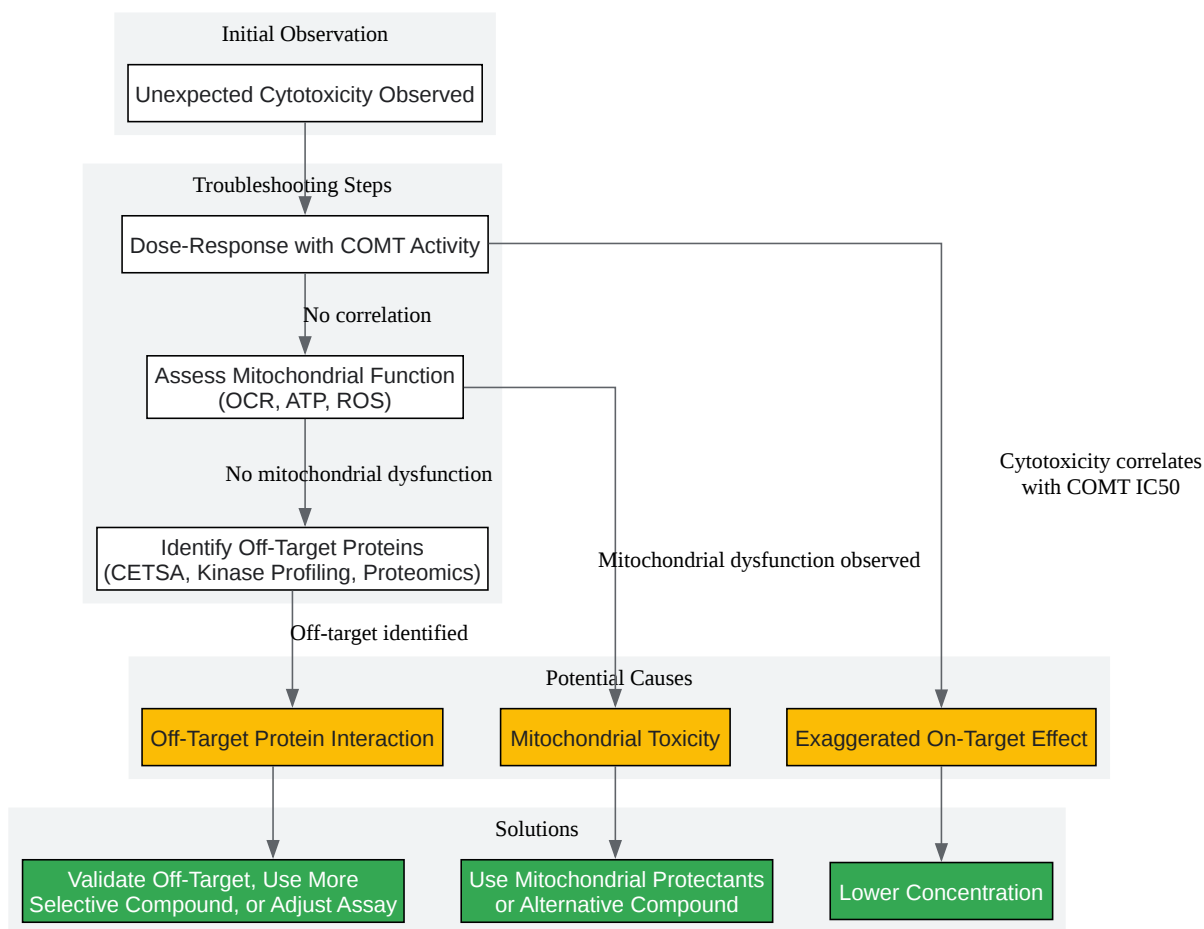 Initial Observation
Unexpected Cytotoxicity Observed
Troubleshooting Steps
Dose-Response with COMT Activity
No correlation
Assess Mitochondrial Function
(OCR, ATP, ROS)
No mitochondrial dysfunction
Cytotoxicity correlates
with COMT IC50
Identify Off-Target Proteins
(CETSA, Kinase Profiling, Proteomics)
Mitochondrial dysfunction observed
Off-target identified
Potential Causes
Off-Target Protein Interaction
Mitochondrial Toxicity
Exaggerated On-Target Effect
Solutions
Validate Off-Target, Use More
Selective Compound, or Adjust Assay
Use Mitochondrial Protectants
or Alternative Compound
Lower Concentration